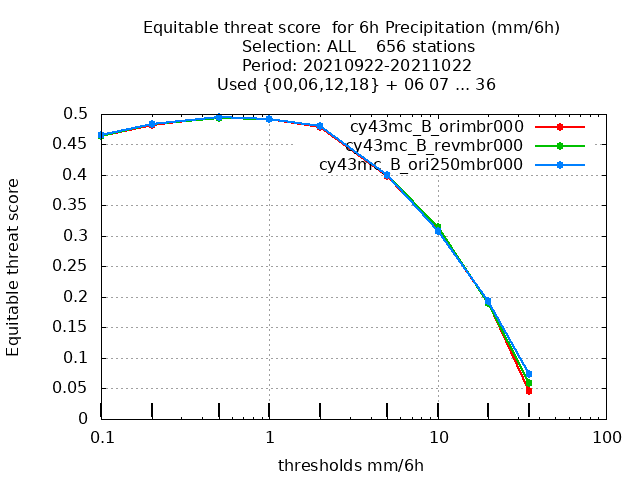 Equitable threat score  for 6h Precipitation (mm/6h)
Selection: ALL    656 stations
Period: 20210922-20211022
Used {00,06,12,18} + 06 07 ... 36
cy43mc_B_orimbr000
cy43mc_B_revmbr000
cy43mc_B_ori250mbr000
Equitable threat score
0.5
0.45
0.4
0.35
0.3
0.25
0.2
0.15
0.1
0.05
0
0.1
1
10
100
thresholds mm/6h